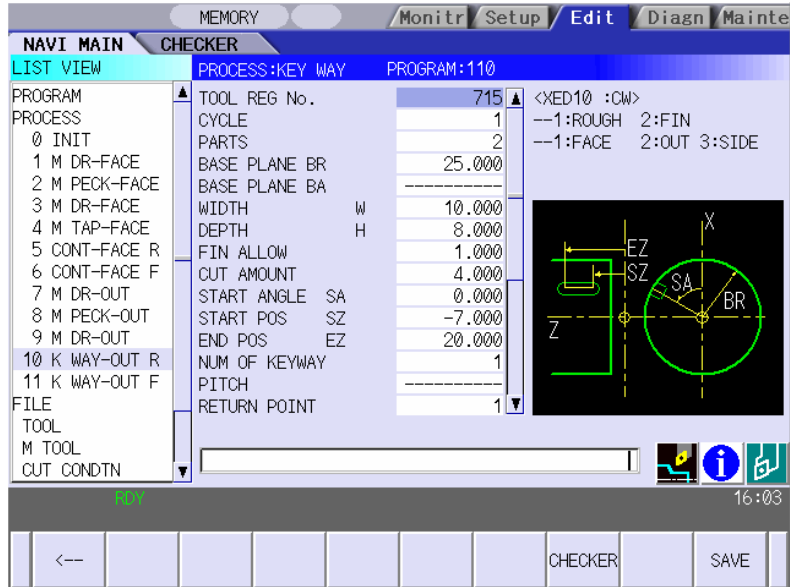 MEMORY Monitr Setup Edit Diagn Mainte
NAVI MAIN CHECKER
LIST VIEW
PROGRAM
PROCESS
0 INIT
1 M DR-FACE
2 M PECK-FACE
3 M DR-FACE
4 M TAP-FACE
5 CONT-FACE R
6 CONT-FACE F
7 M DR-OUT
8 M PECK-OUT
9 M DR-OUT
10 K WAY-OUT R
11 K WAY-OUT F
FILE
TOOL
M TOOL
CUT CONDTN
PROCESS:KEY WAY PROGRAM:110
TOOL REG No. 715
CYCLE 1
PARTS 2
BASE PLANE BR 25.000
BASE PLANE BA ----------
WIDTH W 10.000
DEPTH H 8.000
FIN ALLOW 1.000
CUT AMOUNT 4.000
START ANGLE SA 0.000
START POS SZ -7.000
END POS EZ 20.000
NUM OF KEYWAY 1
PITCH ----------
RETURN POINT 1
<XED10 :CW>
--1:ROUGH 2:FIN
--1:FACE 2:OUT 3:SIDE
X
EZ
SZ
SA
BR
Z
RDY 16:03
<-- CHECKER SAVE